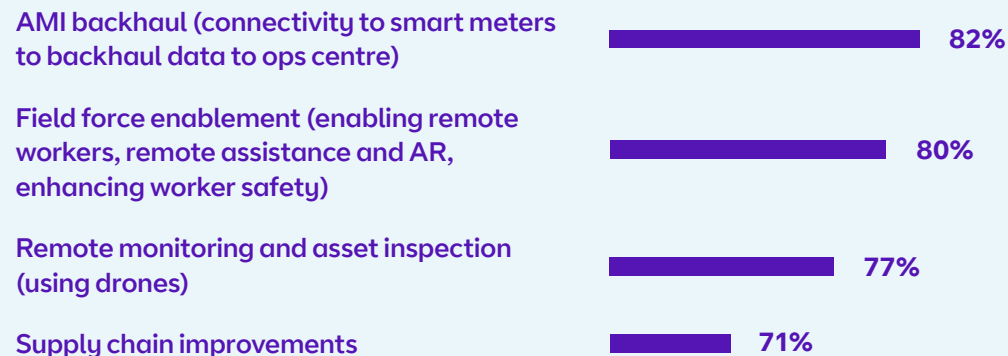 AMI backhaul (connectivity to smart meters
to backhaul data to ops centre)
82%
Field force enablement (enabling remote
workers, remote assistance and AR,
enhancing worker safety)
80%
Remote monitoring and asset inspection
(using drones)
77%
Supply chain improvements
71%